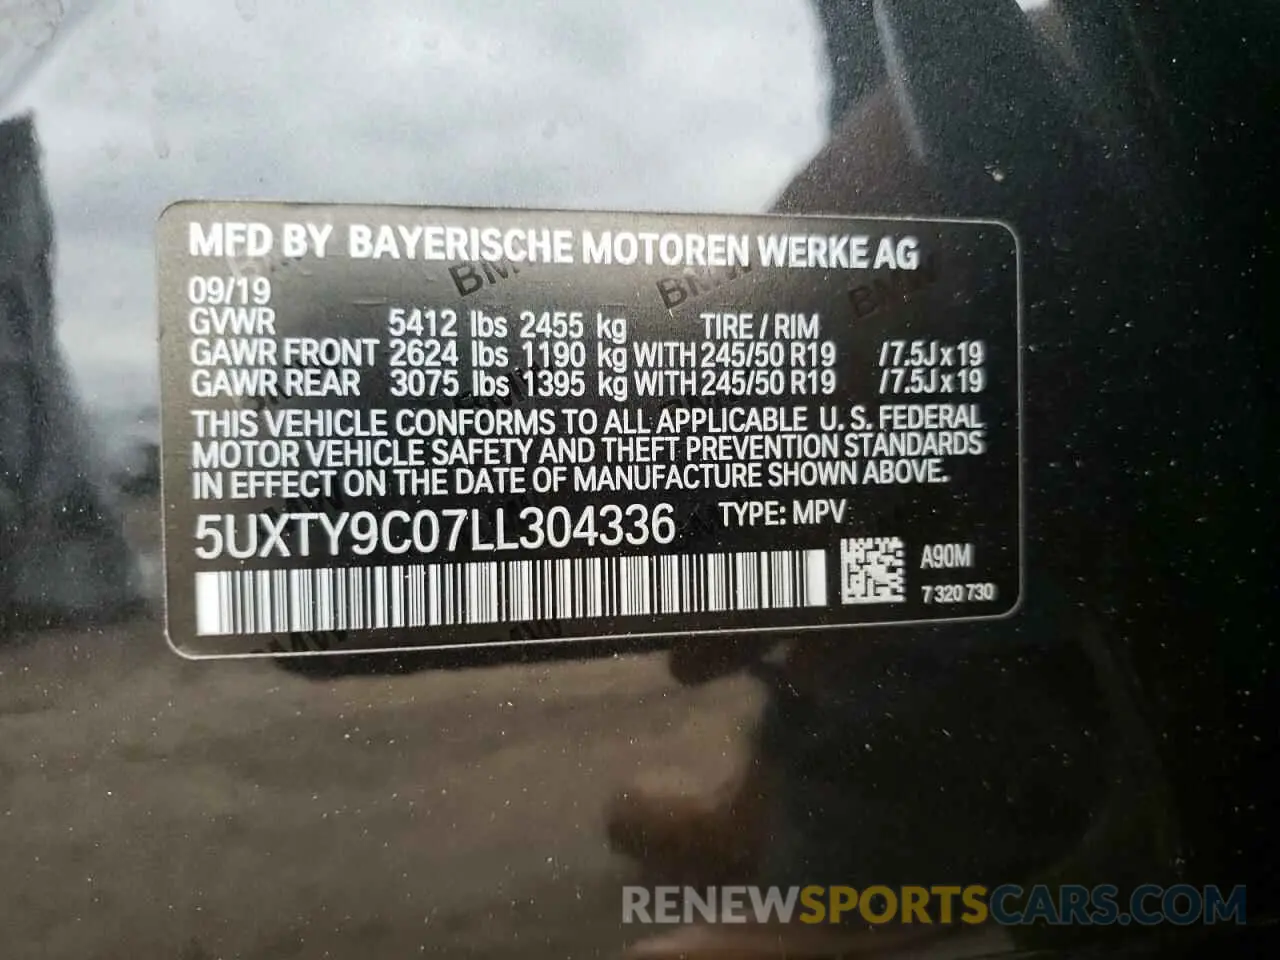 MFD BY BAYERISCHE MOTOREN WERKE AG
09/19
GVWR 5412 lbs 2455 kg TIRE / RIM
GAWR FRONT 2624 lbs 1190 kg WITH 245/50 R19 / 7.5J x 19
GAWR REAR 3075 lbs 1395 kg WITH 245/50 R19 / 7.5J x 19
THIS VEHICLE CONFORMS TO ALL APPLICABLE U. S. FEDERAL
MOTOR VEHICLE SAFETY AND THEFT PREVENTION STANDARDS
IN EFFECT ON THE DATE OF MANUFACTURE SHOWN ABOVE.
5UXTY9C07LL304336 TYPE: MPV
A90M
7 320 730
RENEWSPORTSCARS.COM